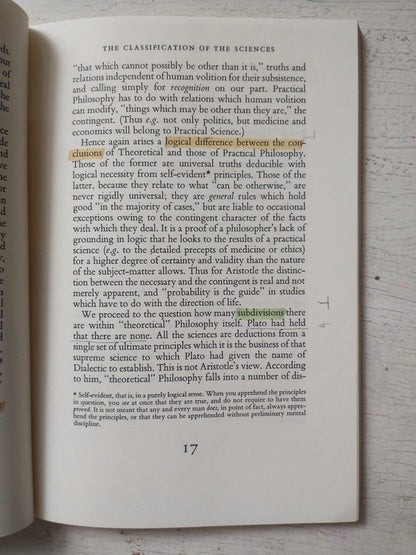 THE CLASSIFICATION OF THE SCIENCES
“that which cannot possibly be other than it is,” truths and
relations independent of human volition for their subsistence,
and calling simply for recognition on our part. Practical
Philosophy has to do with relations which human volition
can modify, “things which may be other than they are,” the
contingent. (Thus e.g. not only politics, but medicine and
economics will belong to Practical Science.)
Hence again arises a logical difference between the con-
clusions of Theoretical and those of Practical Philosophy.
Those of the former are universal truths deducible with
logical necessity from self-evident* principles. Those of the
latter, because they relate to what “can be otherwise,” are
never rigidly universal; they are general rules which hold
good “in the majority of cases,” but are liable to occasional
exceptions owing to the contingent character of the facts
with which they deal. It is a proof of a philosopher’s lack of
grounding in logic that he looks to the results of a practical
science (e.g. to the detailed precepts of medicine or ethics)
for a higher degree of certainty and validity than the nature
of the subject-matter allows. Thus for Aristotle the distinc-
tion between the necessary and the contingent is real and not
merely apparent, and “probability is the guide” in studies
which have to do with the direction of life.
We proceed to the question how many subdivisions there
are within “theoretical” Philosophy itself. Plato had held
that there are none. All the sciences are deductions from a
single set of ultimate principles which it is the business of that
supreme science to which Plato had given the name of
Dialectic to establish. This is not Aristotle’s view. According
to him, “theoretical” Philosophy falls into a number of dis-
* Self-evident, that is, in a purely logical sense. When you apprehend the principles
in question, you see at once that they are true, and do not require to have them
proved. It is not meant that any and every man does, in point of fact, always appre-
hend the principles, or that they can be apprehended without preliminary mental
discipline.
17